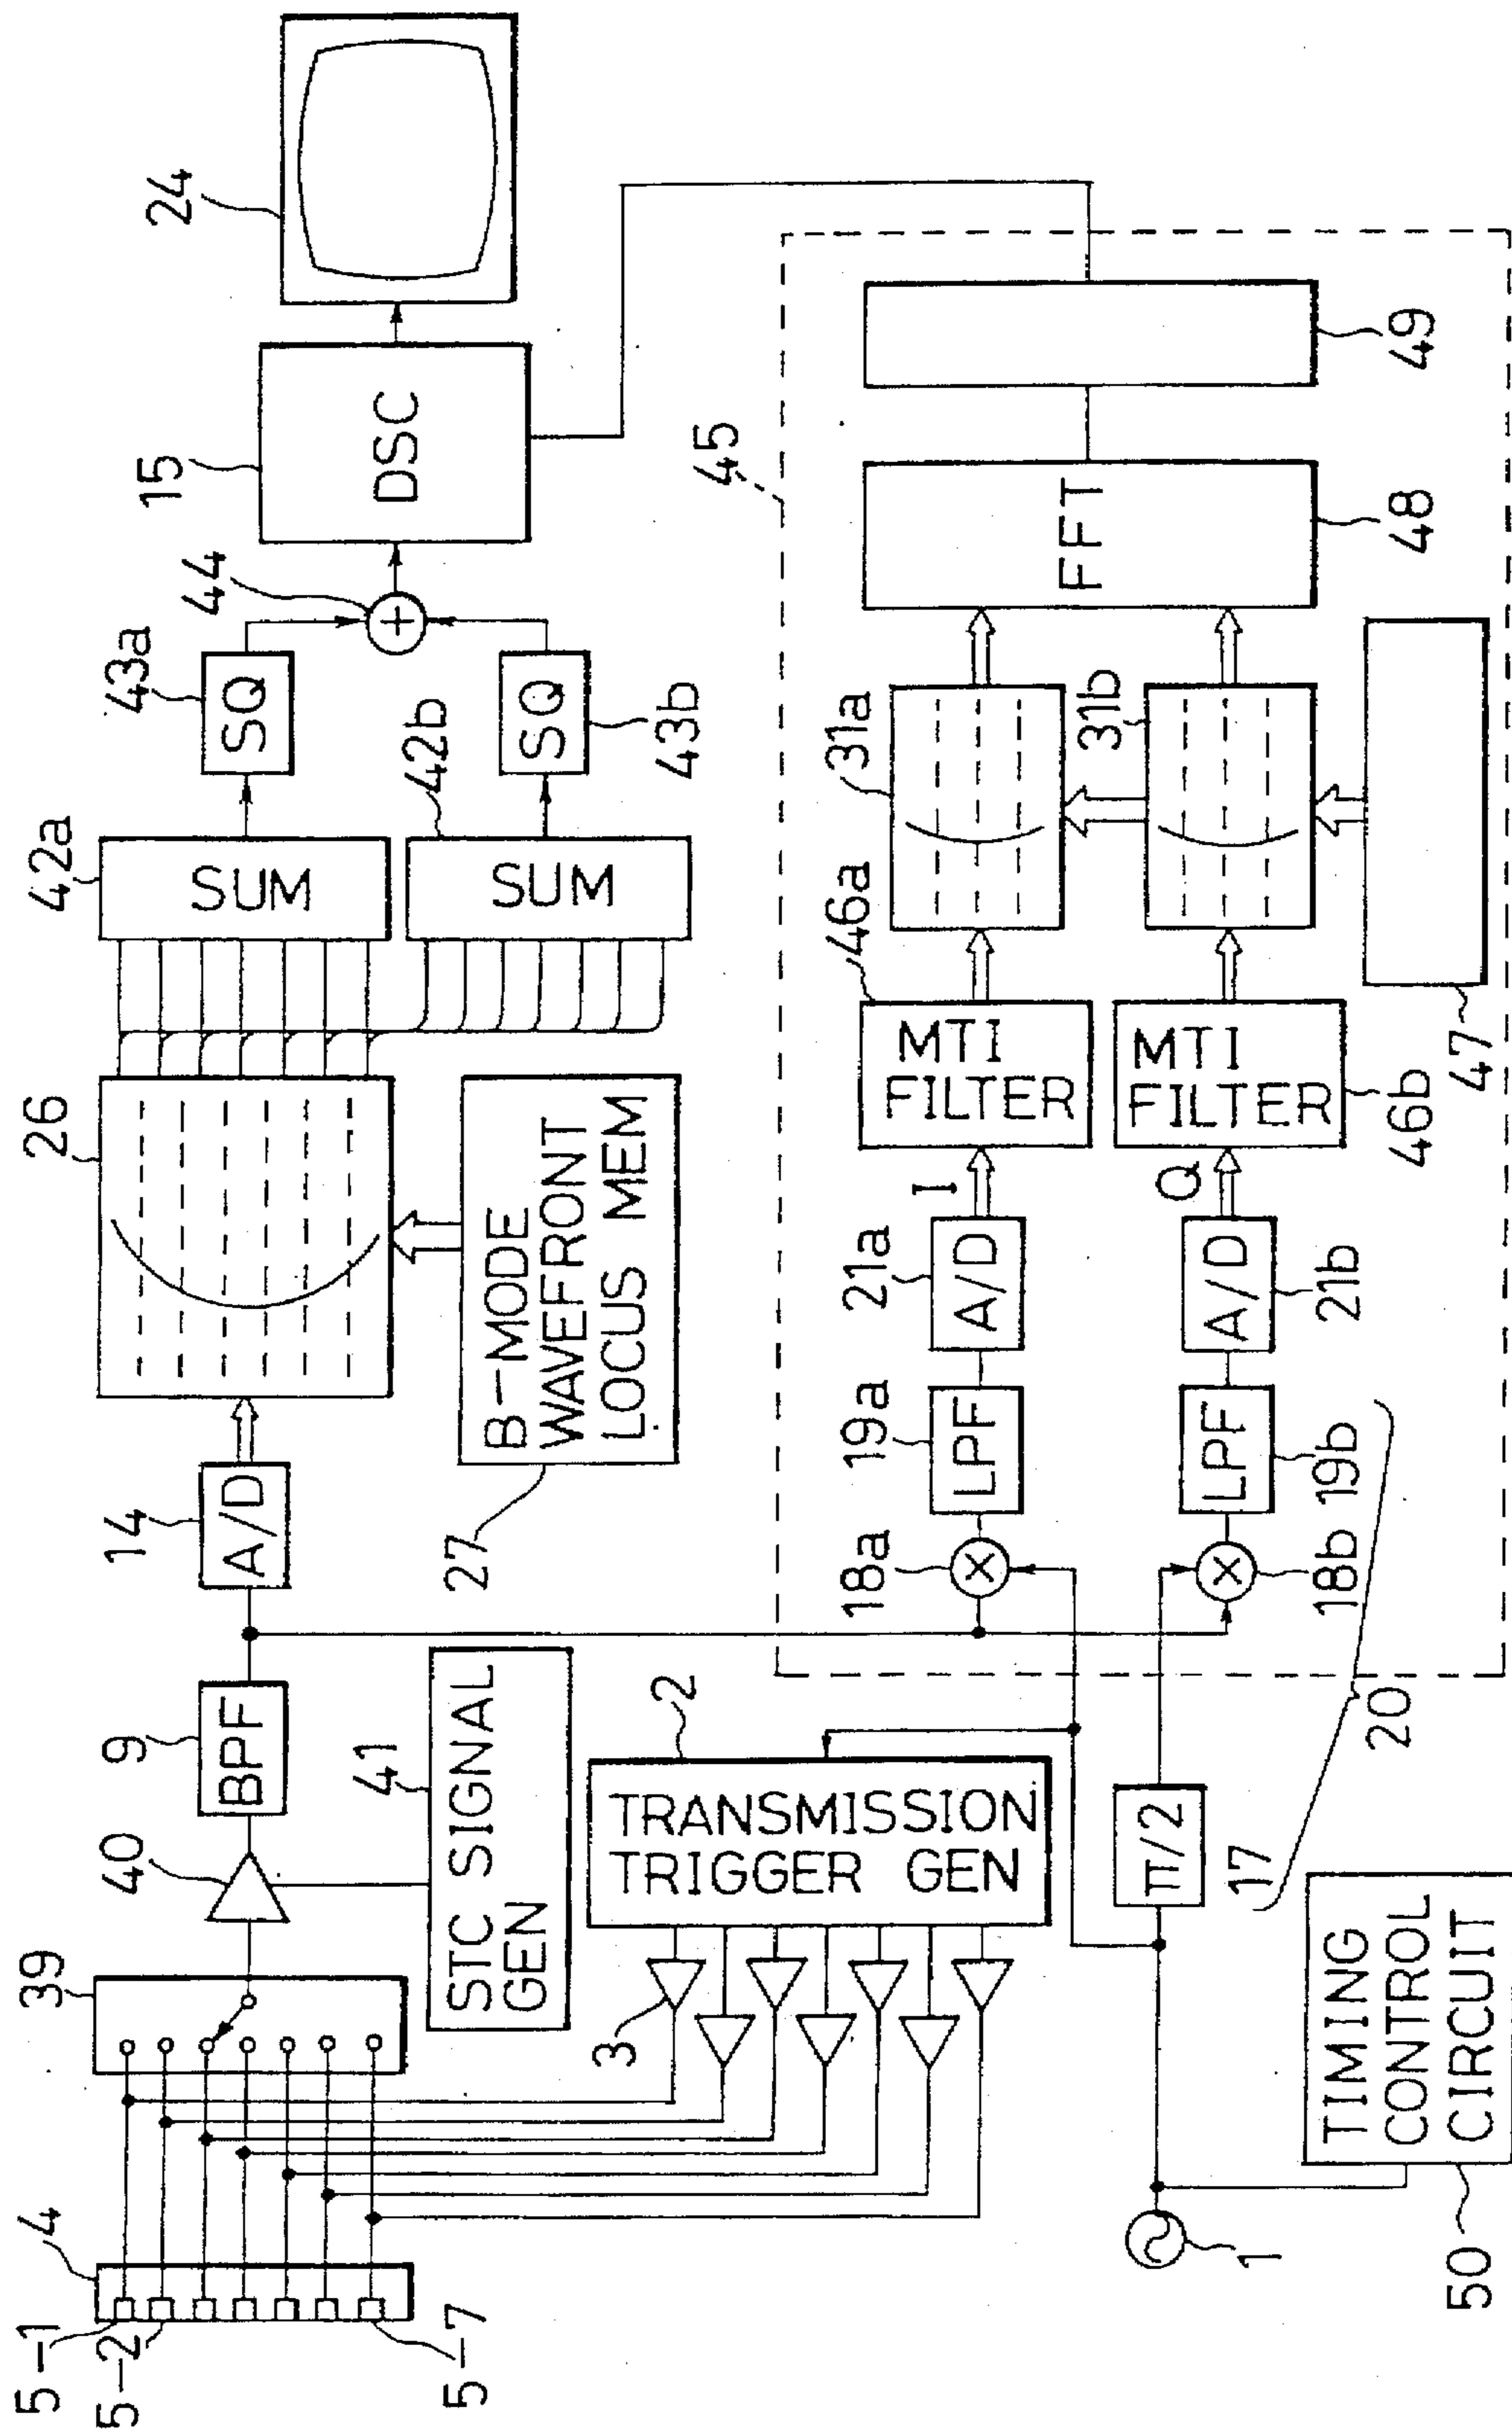 5-1
5-2
5-7
4
39
40
9
BPF
14
A/D
26
42a
SUM
42b
SUM
43a
SQ
43b
SQ
44
15
DSC
24
41
STC SIGNAL
GEN
27
B-MODE
WAVEFRONT
LOCUS MEM
3
2
TRANSMISSION
TRIGGER GEN
45
18a
19a
LPF
21a
A/D
I
46a
MTI
FILTER
31a
FFT
48
49
18b
19b
LPF
21b
A/D
Q
46b
MTI
FILTER
31b
47
1
π/2
17
20
50
TIMING
CONTROL
CIRCUIT